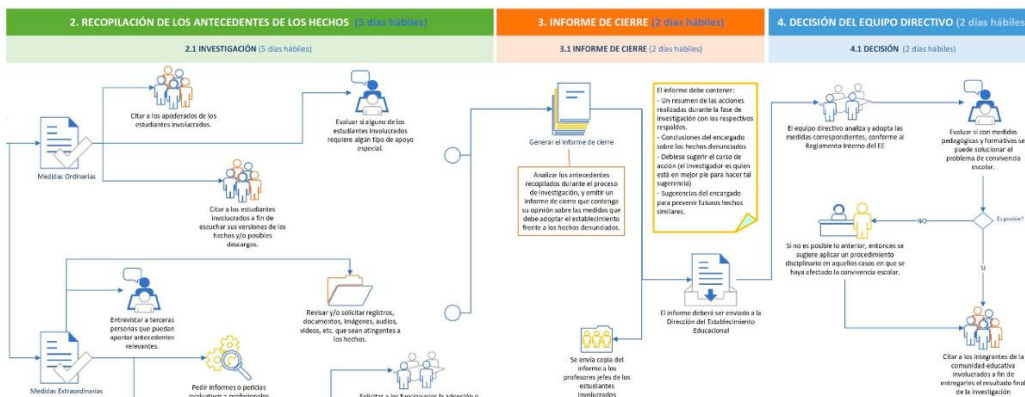 2. RECOPILACIÓN DE LOS ANTECEDENTES DE LOS HECHOS (5 días hábiles)
3. INFORME DE CIERRE (2 días hábiles)
4. DECISIÓN DEL EQUIPO DIRECTIVO (2 días hábiles)
2.1 INVESTIGACIÓN (5 días hábiles)
3.1 INFORME DE CIERRE (2 días hábiles)
4.1 DECISIÓN (2 días hábiles)
Medidas Ordinarias
Citar a los apoderados de los
estudiantes involucrados.
Evaluar si alguno de los
estudiantes involucrados
requiere algún tipo de apoyo
especial.
Citar a los estudiantes
involucrados a fin de
escuchar sus versiones de los
hechos y/o posibles
descargos.
Medidas Extraordinarias
Entrevistar a terceras
personas que puedan
aportar antecedentes
relevantes.
Revisar y/o solicitar registros,
documentos, imágenes, audios,
videos, etc. que sean atingentes a
los hechos.
Pedir informes o pericias
evaluativas a profesionales
Solicitar a los funcionarios la adopción o
Generar el informe de cierre
Analizar los antecedentes
recopilados durante el proceso
de investigación, y emitir un
informe de cierre que contenga
su opinión sobre las medidas que
debe adoptar el establecimiento
frente a los hechos denunciados.
El informe debe contener:
- Un resumen de las acciones
realizadas durante la fase de
investigación con los respectivos
respaldos.
- Conclusiones del encargado
sobre los hechos denunciados
- Debiese sugerir el curso de
acción (el investigador es quien
está en mejor pie para hacer tal
sugerencia)
- Sugerencias del encargado
para prevenir futuros hechos
similares.
El informe deberá ser enviado a la
Dirección del Establecimiento
Educacional
Se envía copia del
informe a los
profesores jefes de los
estudiantes
involucrados
El equipo directivo analiza y adopta las
medidas correspondientes, conforme al
Reglamento Interno del EE
Evaluar si con medidas
pedagógicas y formativas se
puede solucionar el
problema de convivencia
escolar.
Es posible?
NO
SI
Si no es posible lo anterior, entonces se
sugiere aplicar un procedimiento
disciplinario en aquellos casos en que se
haya afectado la convivencia escolar.
Citar a los integrantes de la
comunidad educativa
involucrados a fin de
entregarles el resultado final
de la investigación